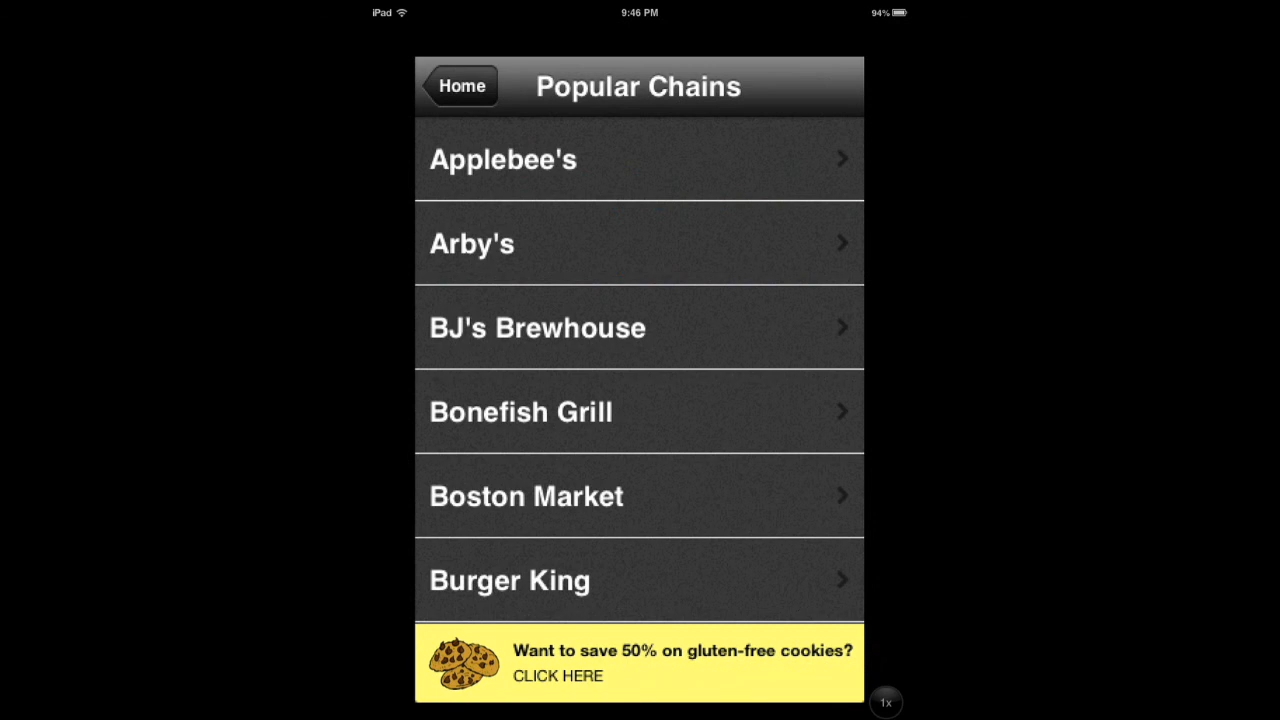 iPad 9:46 PM 94%
Home Popular Chains
Applebee's
Arby's
BJ's Brewhouse
Bonefish Grill
Boston Market
Burger King
Want to save 50% on gluten-free cookies?
CLICK HERE
1x